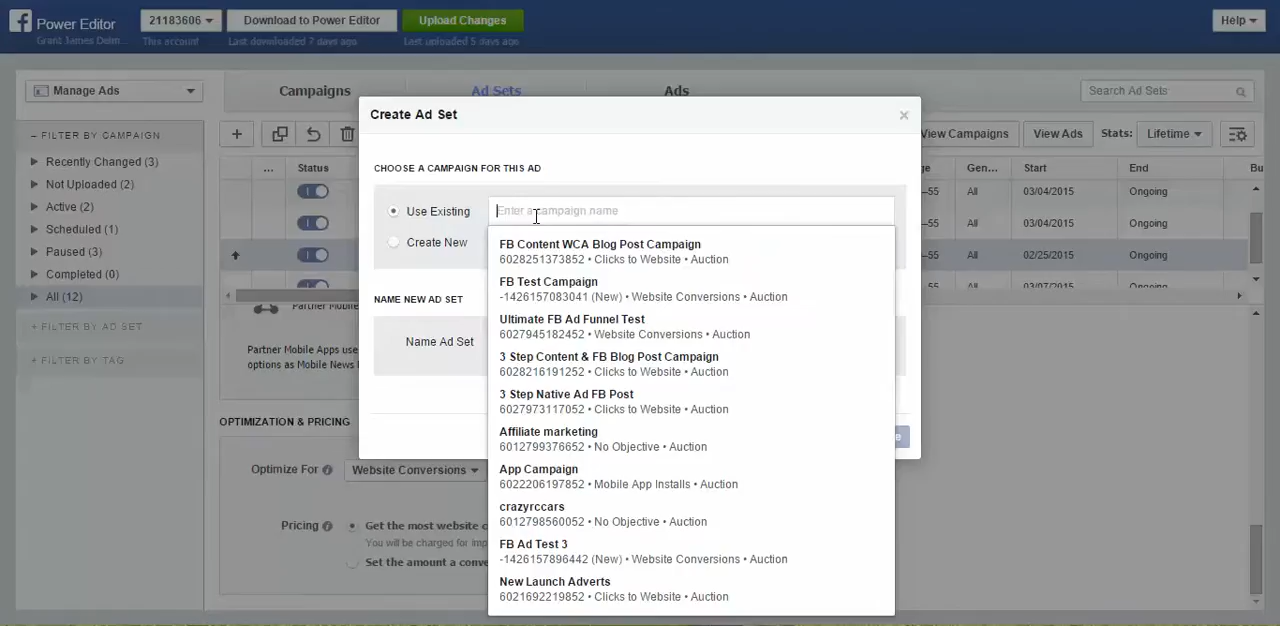 Power Editor
Grant James Deim...
21183606
This account
Download to Power Editor
Last downloaded 7 days ago
Upload Changes
Last uploaded 5 days ago
Help
Manage Ads
Campaigns
Ad Sets
Ads
Search Ad Sets
– FILTER BY CAMPAIGN
Recently Changed (3)
Not Uploaded (2)
Active (2)
Scheduled (1)
Paused (3)
Completed (0)
All (12)
+ FILTER BY AD SET
+ FILTER BY TAG
View Campaigns
View Ads
Stats:
Lifetime
...
Status
ge
Gen...
Start
End
Bu
–55
All
03/04/2015
Ongoing
–55
All
03/04/2015
Ongoing
–55
All
02/25/2015
Ongoing
–55
All
03/07/2015
Ongoing
Partner Mobile
Partner Mobile Apps use
options as Mobile News
OPTIMIZATION & PRICING
Optimize For
Website Conversions
Pricing
Get the most website c
You will be charged for imp
Set the amount a conve
Create Ad Set
×
CHOOSE A CAMPAIGN FOR THIS AD
Use Existing
Enter a campaign name
Create New
NAME NEW AD SET
Name Ad Set
e
FB Content WCA Blog Post Campaign
6028251373852 • Clicks to Website • Auction
FB Test Campaign
-1426157083041 (New) • Website Conversions • Auction
Ultimate FB Ad Funnel Test
6027945182452 • Website Conversions • Auction
3 Step Content & FB Blog Post Campaign
6028216191252 • Clicks to Website • Auction
3 Step Native Ad FB Post
6027973117052 • Clicks to Website • Auction
Affiliate marketing
6012799376652 • No Objective • Auction
App Campaign
6022206197852 • Mobile App Installs • Auction
crazyrccars
6012798560052 • No Objective • Auction
FB Ad Test 3
-1426157896442 (New) • Website Conversions • Auction
New Launch Adverts
6021692219852 • Clicks to Website • Auction